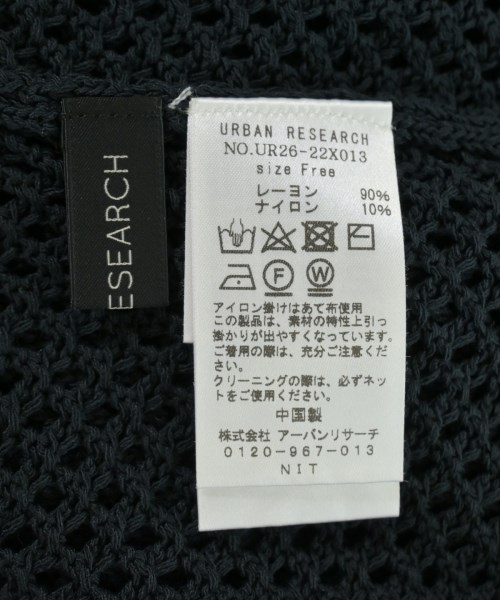 ESEARCH
URBAN RESEARCH
NO.UR26-22X013
size Free
レーヨン 90%
ナイロン 10%
F W
アイロン掛けはあて布使用
この製品は、素材の特性上引っ
掛かりが出やすくなっています。
ご着用の際は、充分ご注意くださ
い。
クリーニングの際は、必ずネッ
トをご使用ください。
中国製
株式会社 アーバンリサーチ
0120-967-013
NIT